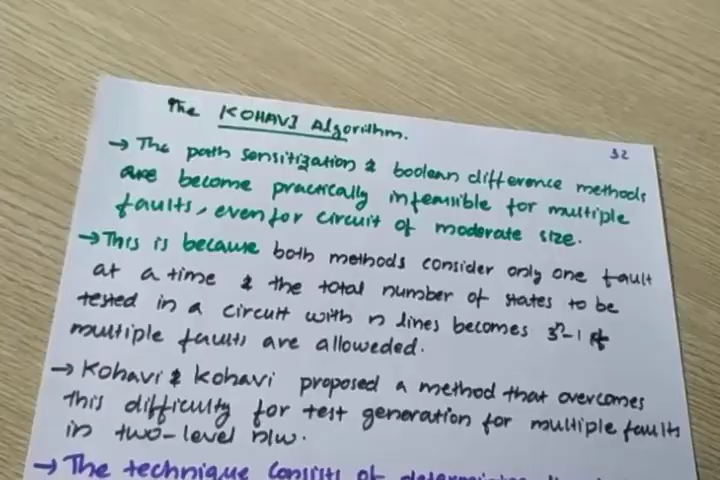 The KOHAVI Algorithm.
32
→ The path sensitization & boolean difference methods
are become practically infeasible for multiple
faults, even for circuit of moderate size.
→ This is because both methods consider only one fault
at a time & the total number of states to be
tested in a circuit with n lines becomes 3ⁿ-1 if
multiple faults are alloweded.
→ Kohavi & kohavi proposed a method that overcomes
this difficulty for test generation for multiple faults
in two-level n/w.
→ The technique consists of